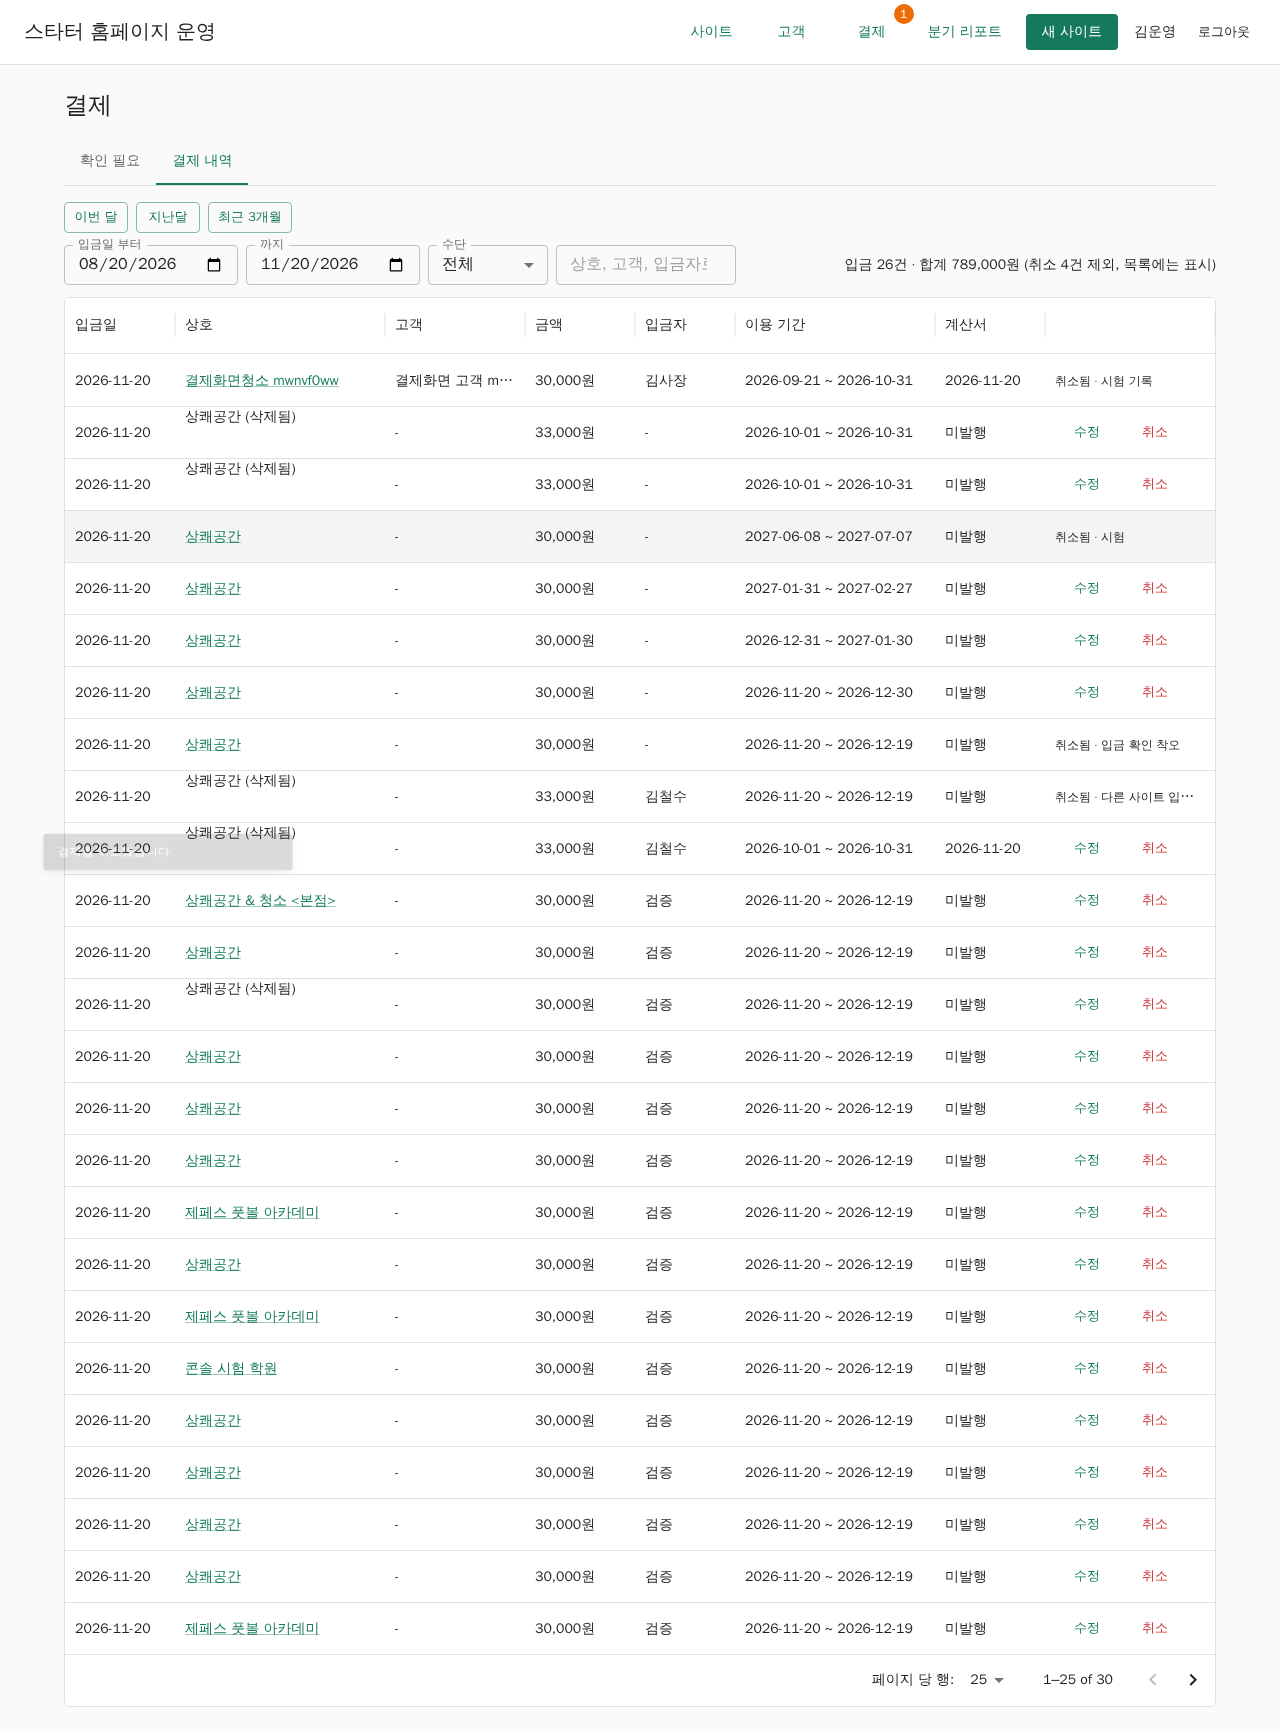 스타터 홈페이지 운영
사이트 고객 결제 1 분기 리포트 새 사이트 김운영 로그아웃
결제
확인 필요 결제 내역
이번 달 지난달 최근 3개월
입금일 부터 까지 수단
08/20/2026 11/20/2026 전체 상호, 고객, 입금자로 입금 26건 · 합계 789,000원 (취소 4건 제외, 목록에는 표시)
입금일 상호 고객 금액 입금자 이용 기간 계산서
2026-11-20 결제화면청소 mwnvf0ww 결제화면 고객 m… 30,000원 김사장 2026-09-21 ~ 2026-10-31 2026-11-20 취소됨 · 시험 기록
2026-11-20 상쾌공간 (삭제됨) - 33,000원 - 2026-10-01 ~ 2026-10-31 미발행 수정 취소
2026-11-20 상쾌공간 (삭제됨) - 33,000원 - 2026-10-01 ~ 2026-10-31 미발행 수정 취소
2026-11-20 상쾌공간 - 30,000원 - 2027-06-08 ~ 2027-07-07 미발행 취소됨 · 시험
2026-11-20 상쾌공간 - 30,000원 - 2027-01-31 ~ 2027-02-27 미발행 수정 취소
2026-11-20 상쾌공간 - 30,000원 - 2026-12-31 ~ 2027-01-30 미발행 수정 취소
2026-11-20 상쾌공간 - 30,000원 - 2026-11-20 ~ 2026-12-30 미발행 수정 취소
2026-11-20 상쾌공간 - 30,000원 - 2026-11-20 ~ 2026-12-19 미발행 취소됨 · 입금 확인 착오
2026-11-20 상쾌공간 (삭제됨) - 33,000원 김철수 2026-11-20 ~ 2026-12-19 미발행 취소됨 · 다른 사이트 입…
2026-11-20 상쾌공간 (삭제됨) - 33,000원 김철수 2026-10-01 ~ 2026-10-31 2026-11-20 수정 취소
2026-11-20 상쾌공간 & 청소 <본점> - 30,000원 검증 2026-11-20 ~ 2026-12-19 미발행 수정 취소
2026-11-20 상쾌공간 - 30,000원 검증 2026-11-20 ~ 2026-12-19 미발행 수정 취소
2026-11-20 상쾌공간 (삭제됨) - 30,000원 검증 2026-11-20 ~ 2026-12-19 미발행 수정 취소
2026-11-20 상쾌공간 - 30,000원 검증 2026-11-20 ~ 2026-12-19 미발행 수정 취소
2026-11-20 상쾌공간 - 30,000원 검증 2026-11-20 ~ 2026-12-19 미발행 수정 취소
2026-11-20 상쾌공간 - 30,000원 검증 2026-11-20 ~ 2026-12-19 미발행 수정 취소
2026-11-20 제페스 풋볼 아카데미 - 30,000원 검증 2026-11-20 ~ 2026-12-19 미발행 수정 취소
2026-11-20 상쾌공간 - 30,000원 검증 2026-11-20 ~ 2026-12-19 미발행 수정 취소
2026-11-20 제페스 풋볼 아카데미 - 30,000원 검증 2026-11-20 ~ 2026-12-19 미발행 수정 취소
2026-11-20 콘솔 시험 학원 - 30,000원 검증 2026-11-20 ~ 2026-12-19 미발행 수정 취소
2026-11-20 상쾌공간 - 30,000원 검증 2026-11-20 ~ 2026-12-19 미발행 수정 취소
2026-11-20 상쾌공간 - 30,000원 검증 2026-11-20 ~ 2026-12-19 미발행 수정 취소
2026-11-20 상쾌공간 - 30,000원 검증 2026-11-20 ~ 2026-12-19 미발행 수정 취소
2026-11-20 상쾌공간 - 30,000원 검증 2026-11-20 ~ 2026-12-19 미발행 수정 취소
2026-11-20 제페스 풋볼 아카데미 - 30,000원 검증 2026-11-20 ~ 2026-12-19 미발행 수정 취소
페이지 당 행: 25 1–25 of 30